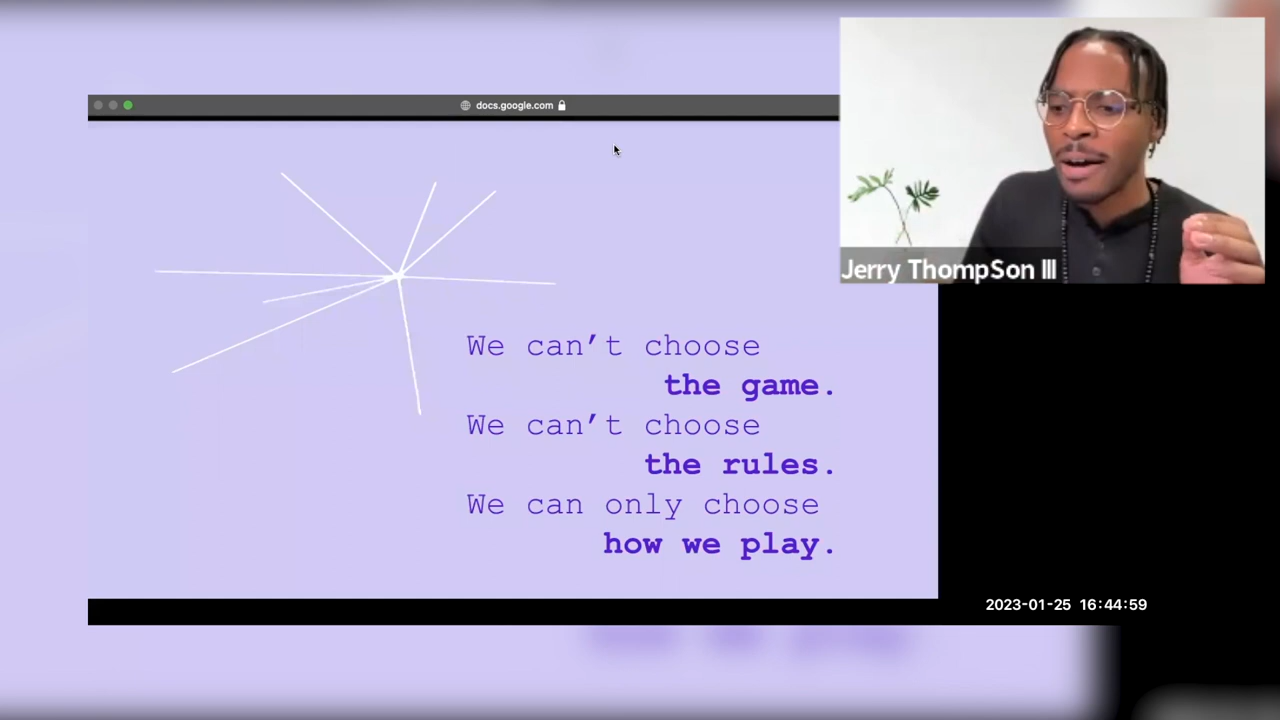 docs.google.com
Jerry ThompSon III
We can’t choose
the game.
We can’t choose
the rules.
We can only choose
how we play.
2023-01-25 16:44:59